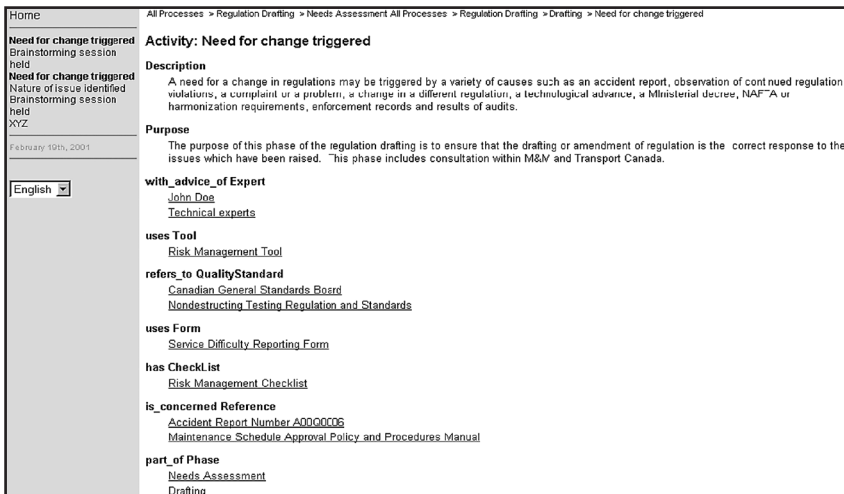 Home
Need for change triggered
Brainstorming session
held
Need for change triggered
Nature of issue identified
Brainstorming session
held
XYZ
February 19th, 2001
English
All Processes > Regulation Drafting > Needs Assessment All Processes > Regulation Drafting > Drafting > Need for change triggered
Activity: Need for change triggered
Description
A need for a change in regulations may be triggered by a variety of causes such as an accident report, observation of continued regulation
violations, a complaint or a problem, a change in a different regulation, a technological advance, a Ministerial decree, NAFTA or
harmonization requirements, enforcement records and results of audits.
Purpose
The purpose of this phase of the regulation drafting is to ensure that the drafting or amendment of regulation is the correct response to the
issues which have been raised. This phase includes consultation within M&M and Transport Canada.
with_advice_of Expert
John Doe
Technical experts
uses Tool
Risk Management Tool
refers_to QualityStandard
Canadian General Standards Board
Nondestructing Testing Regulation and Standards
uses Form
Service Difficulty Reporting Form
has CheckList
Risk Management Checklist
is_concerned Reference
Accident Report Number A00Q0006
Maintenance Schedule Approval Policy and Procedures Manual
part_of Phase
Needs Assessment
Drafting